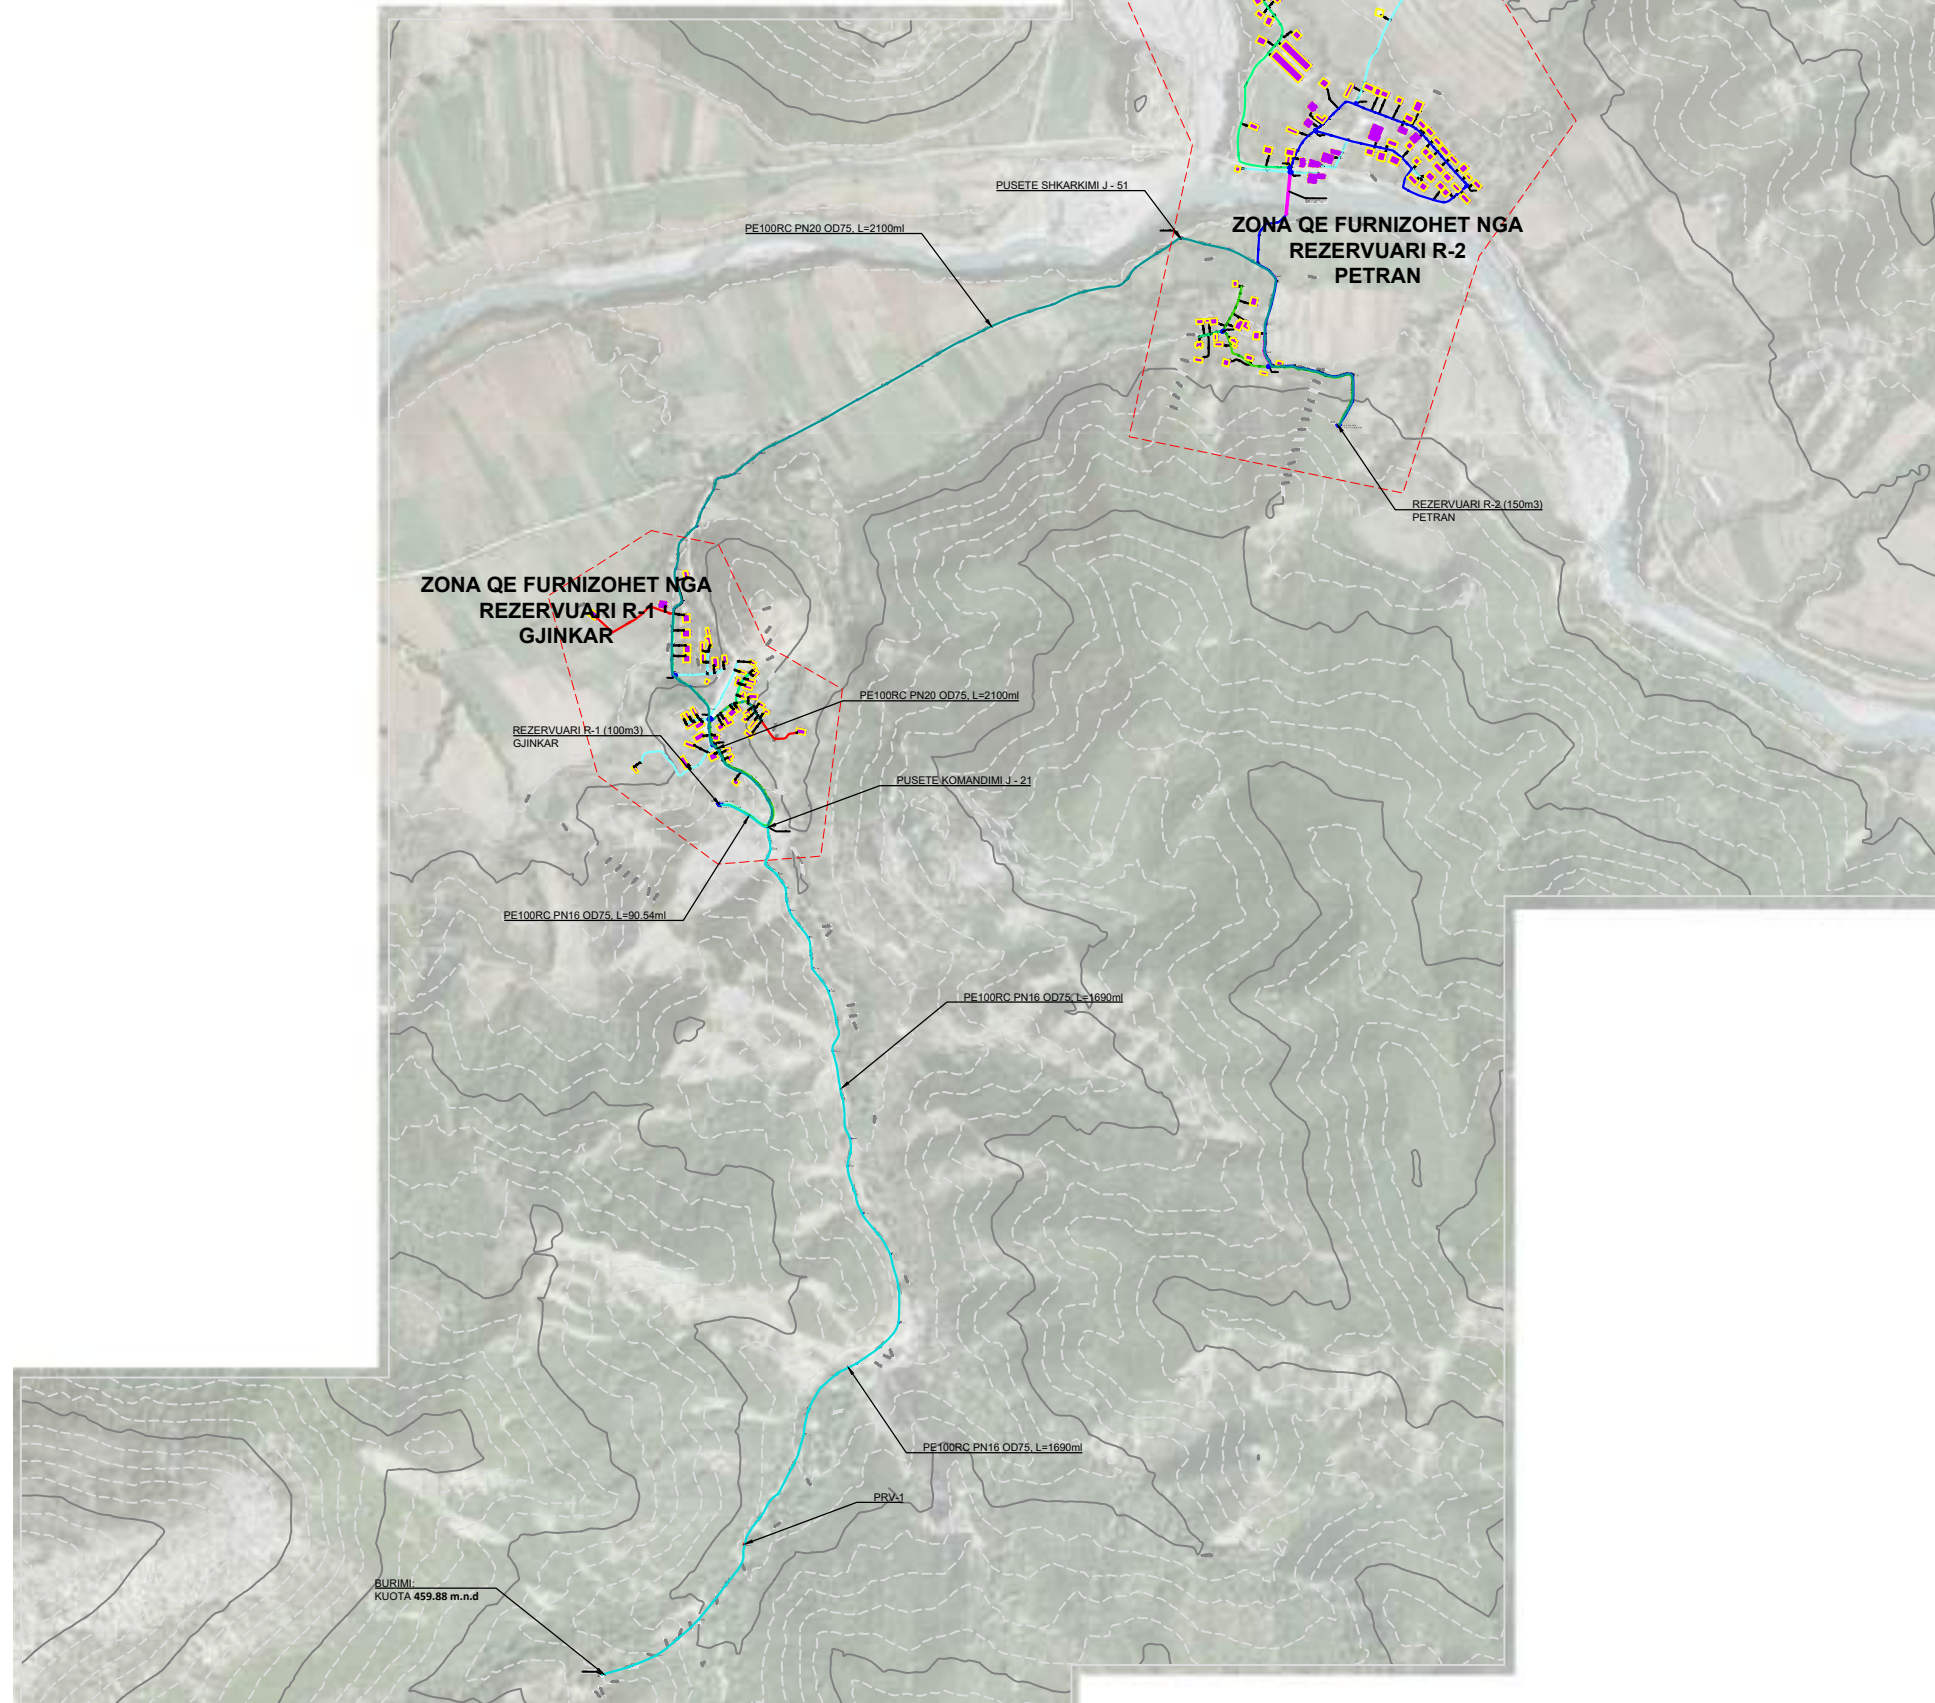 PUSETE SHKARKIMI J - 51
PE100RC PN20 OD75, L=2100ml
ZONA QE FURNIZOHET NGA
REZERVUARI R-2
PETRAN
REZERVUARI R-2 (150m3)
PETRAN
ZONA QE FURNIZOHET NGA
REZERVUARI R-1
GJINKAR
PE100RC PN20 OD75, L=2100ml
REZERVUARI R-1 (100m3)
GJINKAR
PUSETE KOMANDIMI J - 21
PE100RC PN16 OD75, L=90.54ml
PE100RC PN16 OD75, L=1690ml
PE100RC PN16 OD75, L=1690ml
PRV-1
BURIMI:
KUOTA 459.88 m.n.d